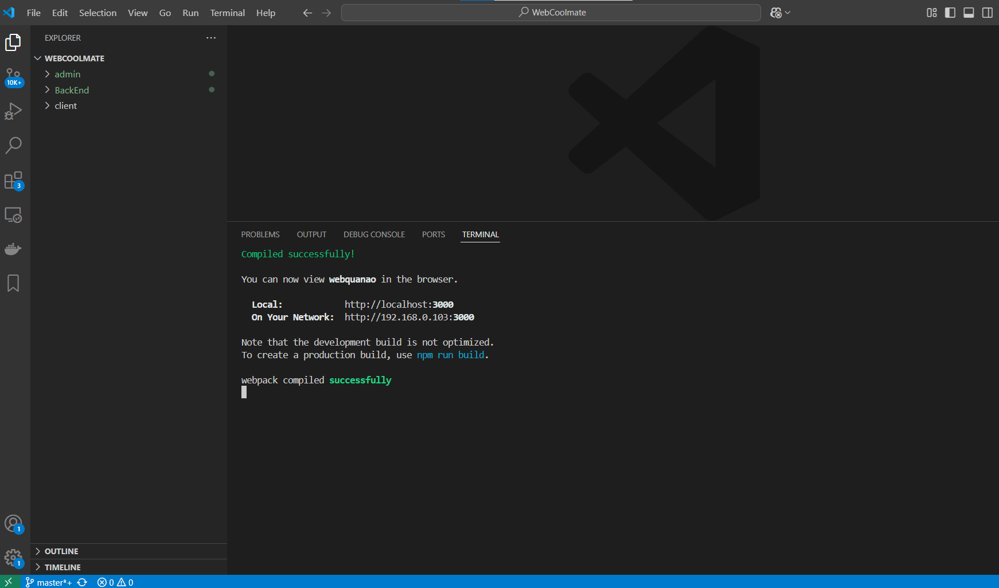 File Edit Selection View Go Run Terminal Help
WebCoolmate
EXPLORER
WEBCOOLMATE
admin
BackEnd
client
10K+
3
PROBLEMS OUTPUT DEBUG CONSOLE PORTS TERMINAL
Compiled successfully!
You can now view webquanao in the browser.
Local: http://localhost:3000
On Your Network: http://192.168.0.103:3000
Note that the development build is not optimized.
To create a production build, use npm run build.
webpack compiled successfully
1
1
OUTLINE
TIMELINE
master*+ 0 0